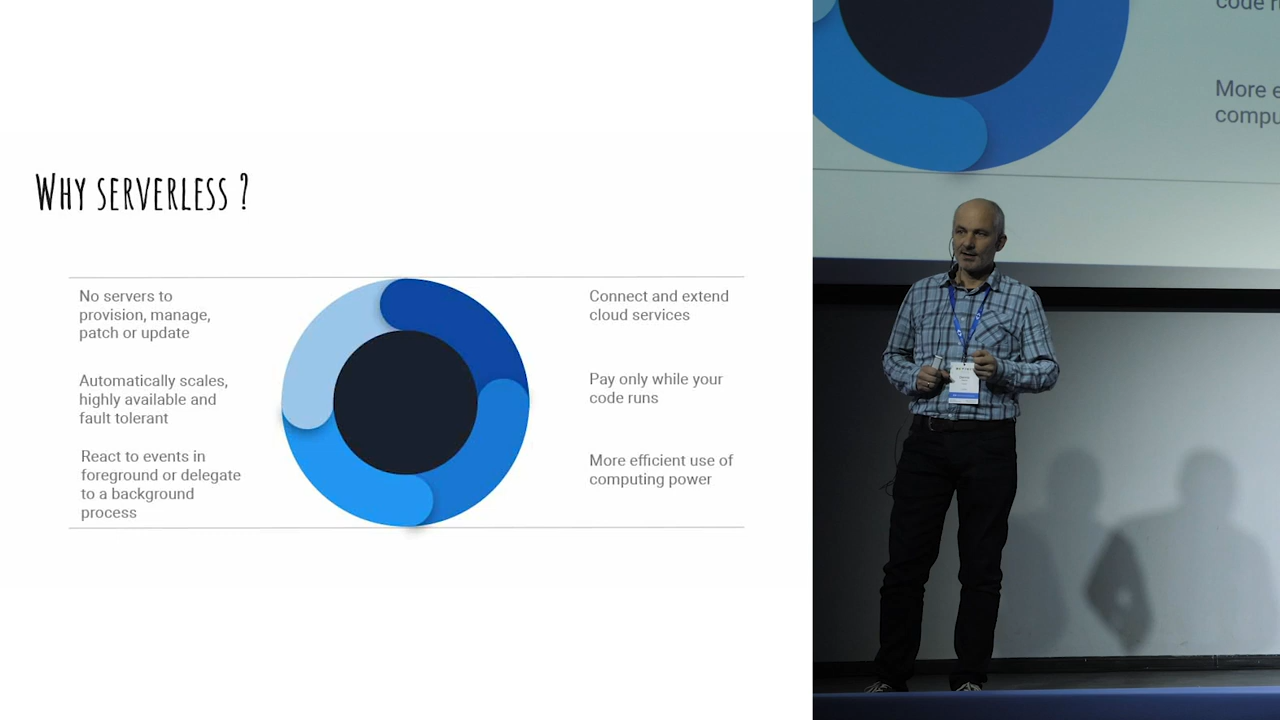 WHY SERVERLESS ?
No servers to
provision, manage,
patch or update
Automatically scales,
highly available and
fault tolerant
React to events in
foreground or delegate
to a background
process
Connect and extend
cloud services
Pay only while your
code runs
More efficient use of
computing power
code r
More e
compu